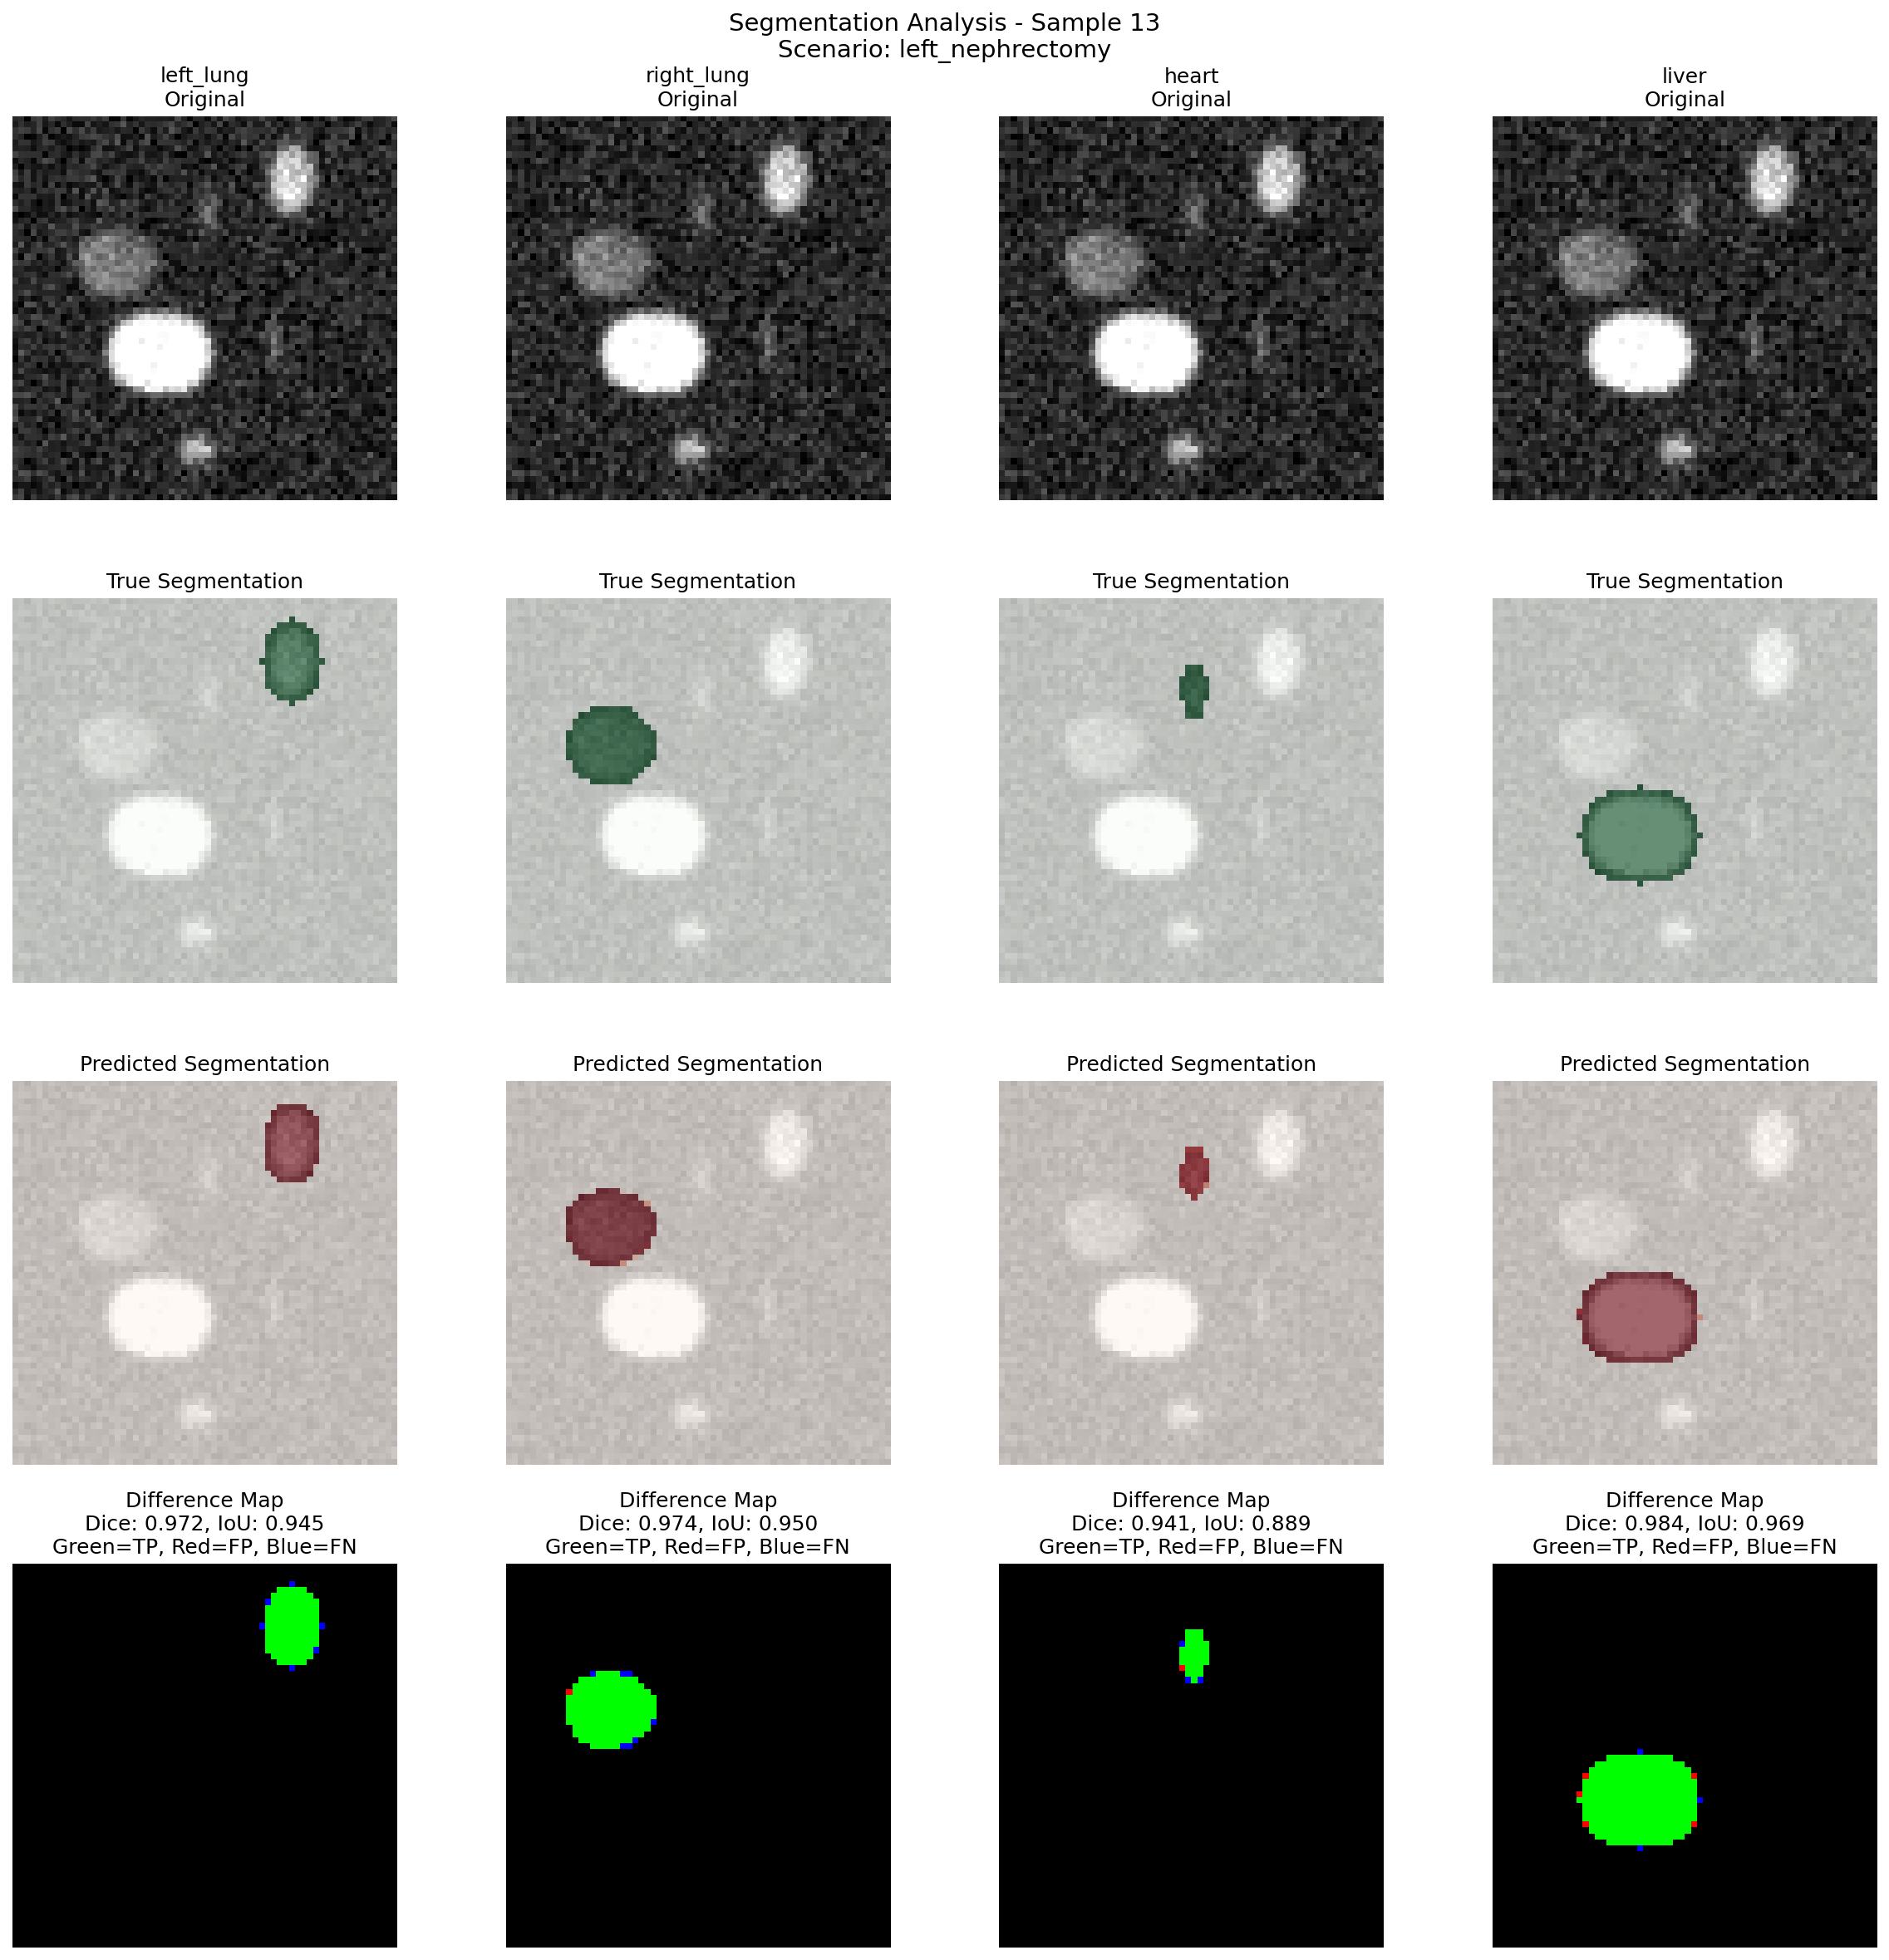 Segmentation Analysis - Sample 13
Scenario: left_nephrectomy
left_lung
Original
right_lung
Original
heart
Original
liver
Original
True Segmentation
True Segmentation
True Segmentation
True Segmentation
Predicted Segmentation
Predicted Segmentation
Predicted Segmentation
Predicted Segmentation
Difference Map
Dice: 0.972, IoU: 0.945
Green=TP, Red=FP, Blue=FN
Difference Map
Dice: 0.974, IoU: 0.950
Green=TP, Red=FP, Blue=FN
Difference Map
Dice: 0.941, IoU: 0.889
Green=TP, Red=FP, Blue=FN
Difference Map
Dice: 0.984, IoU: 0.969
Green=TP, Red=FP, Blue=FN